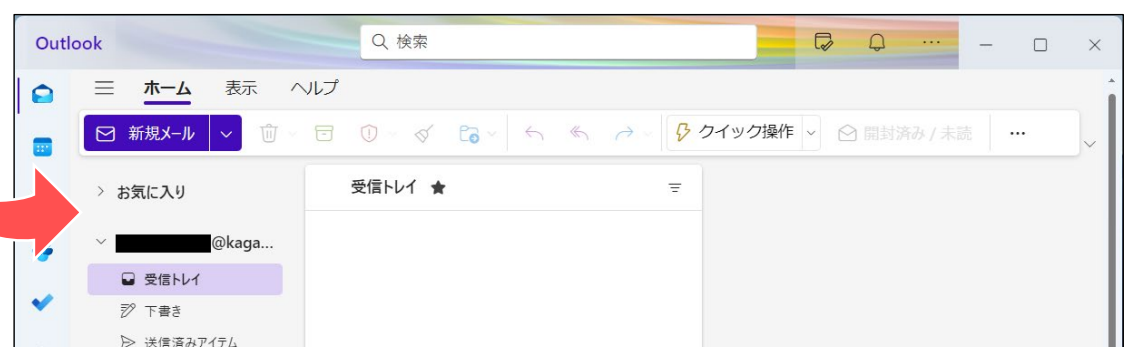 Outlook
検索
ホーム 表示 ヘルプ
新規メール クイック操作 開封済み / 未読
お気に入り
受信トレイ
@kaga...
受信トレイ
下書き
送信済みアイテム